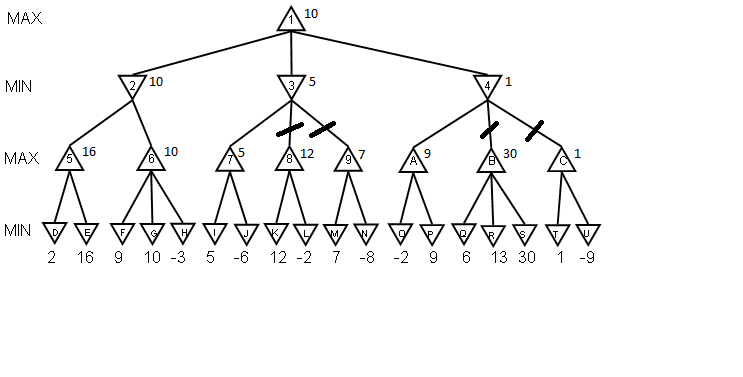 MAX 1 10
MIN 2 10 3 5 4 1
MAX 5 16 6 10 7 5 8 12 9 7 A 9 B 30 C 1
MIN D E F G H I J K L M N O P Q R S T U
2 16 9 10 -3 5 -6 12 -2 7 -8 -2 9 6 13 30 1 -9